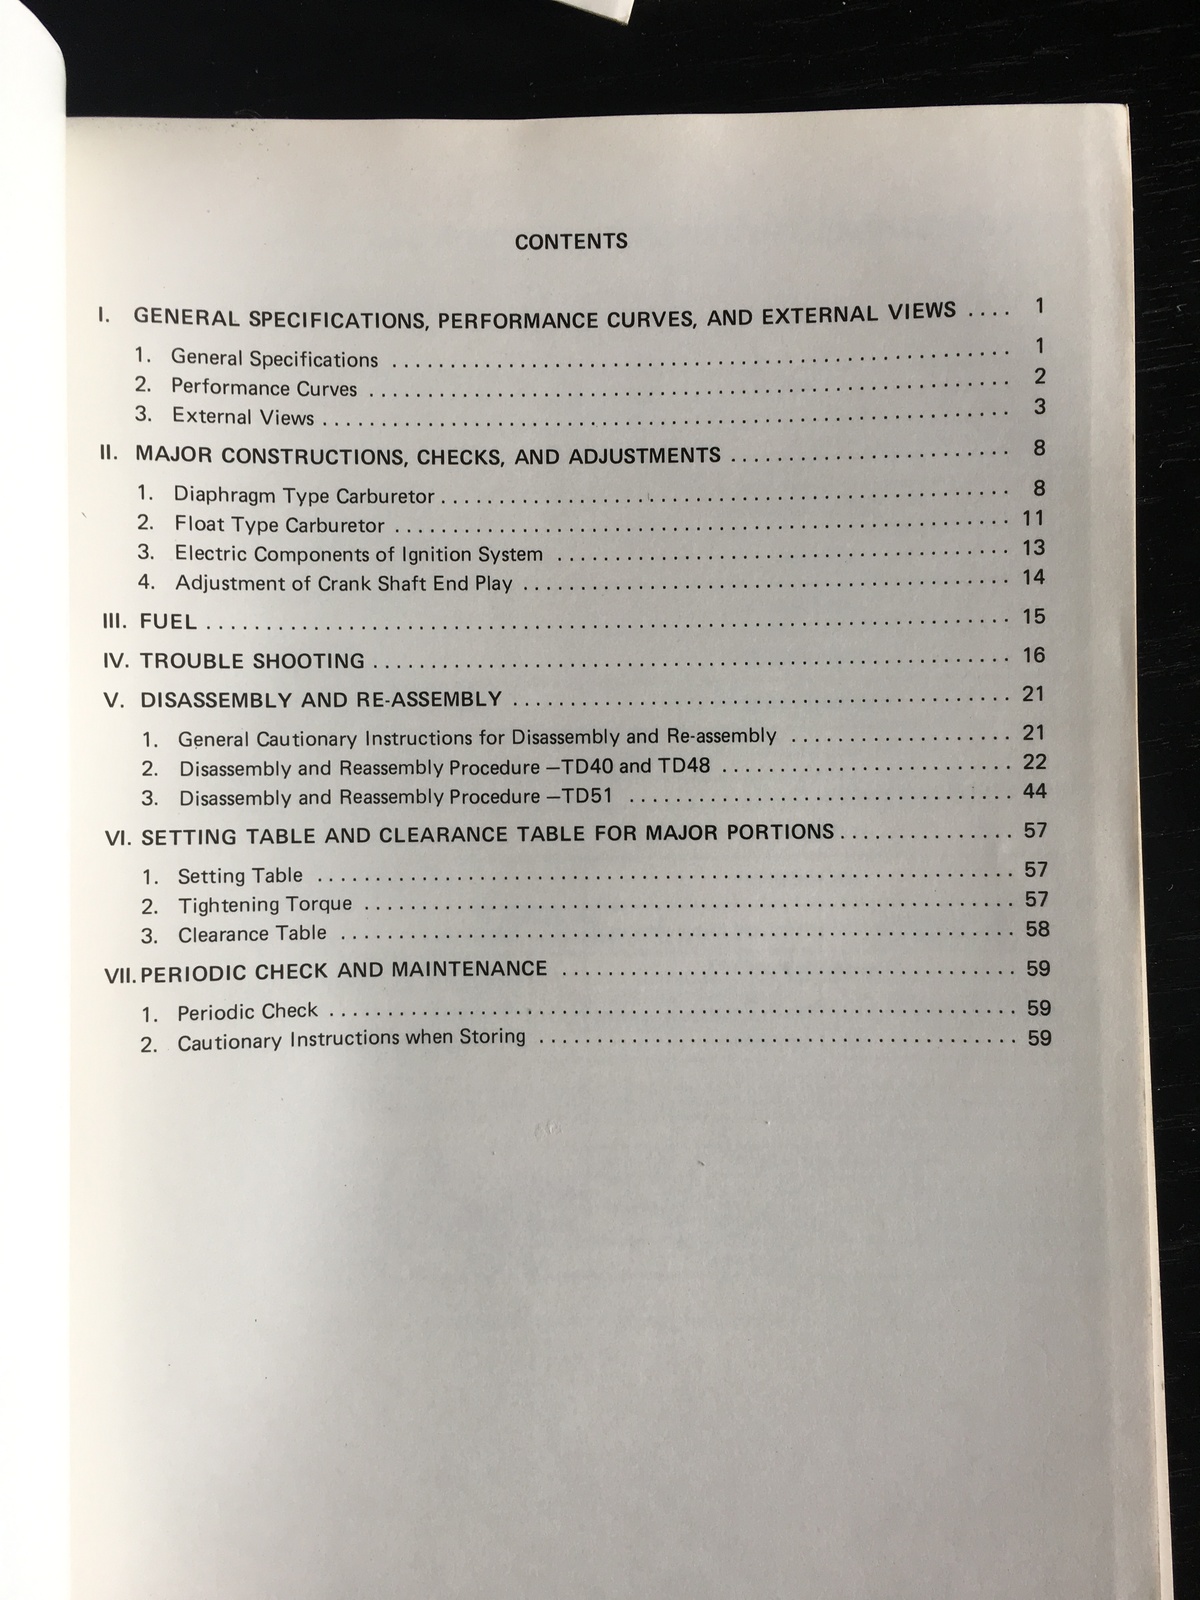 CONTENTS
I. GENERAL SPECIFICATIONS, PERFORMANCE CURVES, AND EXTERNAL VIEWS .... 1
1. General Specifications .... 1
2. Performance Curves .... 2
3. External Views .... 3
II. MAJOR CONSTRUCTIONS, CHECKS, AND ADJUSTMENTS .... 8
1. Diaphragm Type Carburetor .... 8
2. Float Type Carburetor .... 11
3. Electric Components of Ignition System .... 13
4. Adjustment of Crank Shaft End Play .... 14
III. FUEL .... 15
IV. TROUBLE SHOOTING .... 16
V. DISASSEMBLY AND RE-ASSEMBLY .... 21
1. General Cautionary Instructions for Disassembly and Re-assembly .... 21
2. Disassembly and Reassembly Procedure —TD40 and TD48 .... 22
3. Disassembly and Reassembly Procedure —TD51 .... 44
VI. SETTING TABLE AND CLEARANCE TABLE FOR MAJOR PORTIONS .... 57
1. Setting Table .... 57
2. Tightening Torque .... 57
3. Clearance Table .... 58
VII. PERIODIC CHECK AND MAINTENANCE .... 59
1. Periodic Check .... 59
2. Cautionary Instructions when Storing .... 59